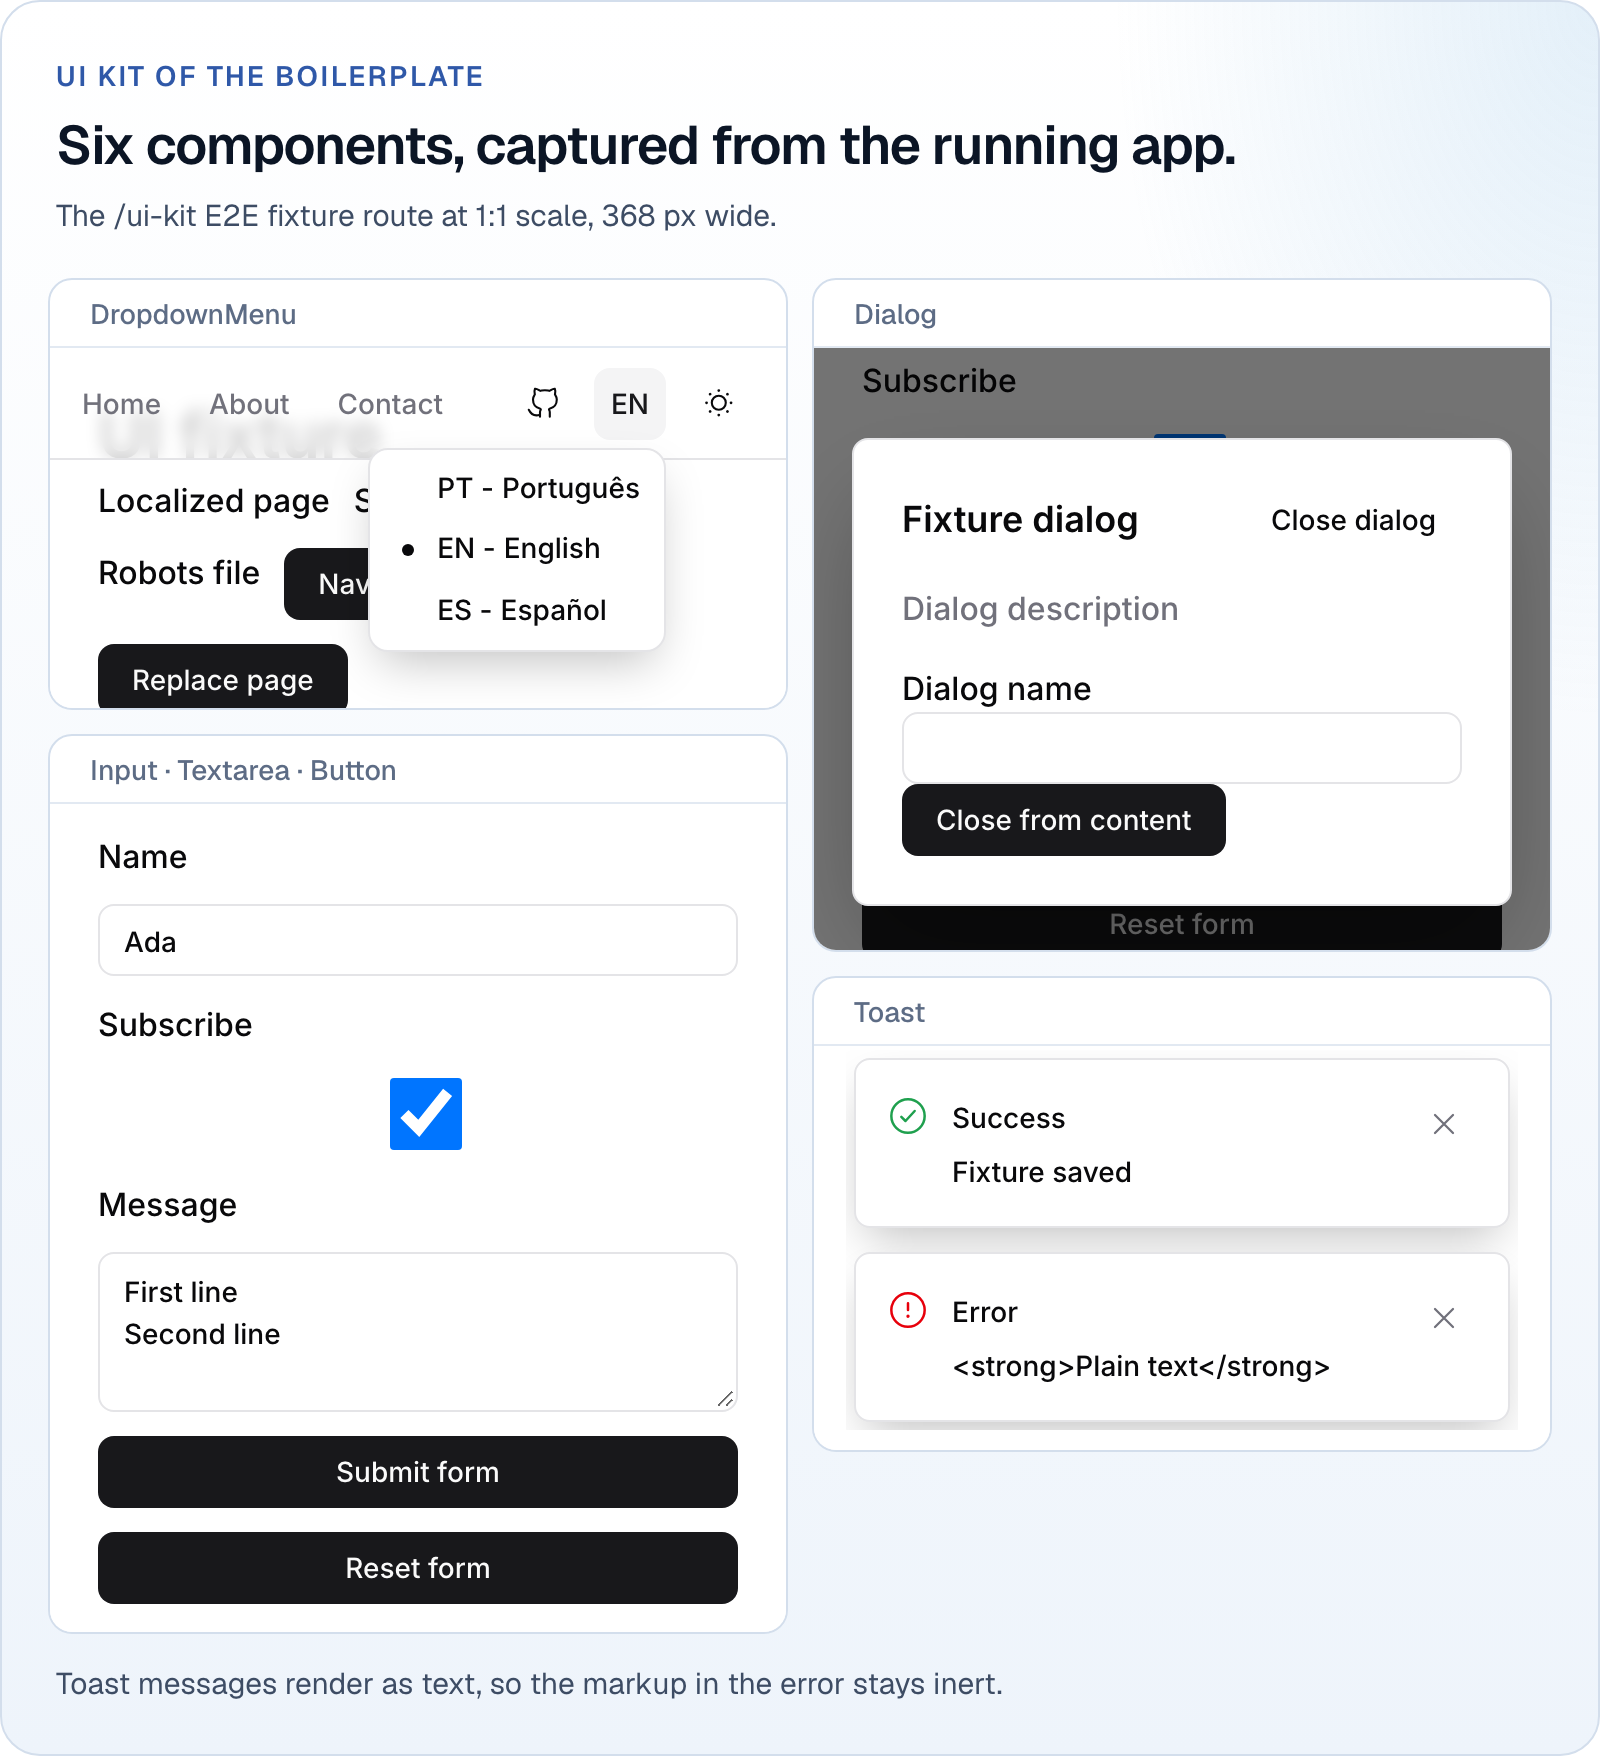 UI KIT OF THE BOILERPLATE
Six components, captured from the running app.
The /ui-kit E2E fixture route at 1:1 scale, 368 px wide.
DropdownMenu
Home About Contact EN
UI fixture
Localized page S
PT - Português
EN - English
ES - Español
Robots file Nav
Replace page
Input · Textarea · Button
Name
Ada
Subscribe
Message
First line
Second line
Submit form
Reset form
Dialog
Subscribe
Fixture dialog Close dialog
Dialog description
Dialog name
Close from content
Reset form
Toast
Success
Fixture saved
Error
<strong>Plain text</strong>
Toast messages render as text, so the markup in the error stays inert.